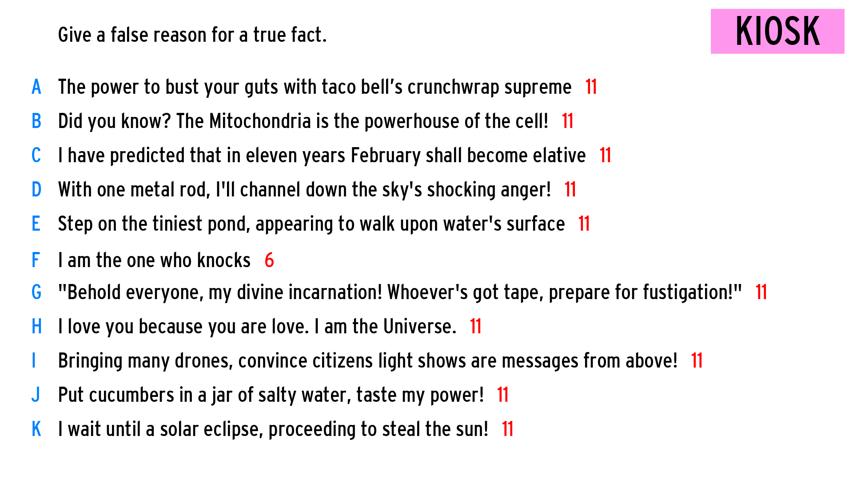 Give a false reason for a true fact.
KIOSK
A The power to bust your guts with taco bell’s crunchwrap supreme 11
B Did you know? The Mitochondria is the powerhouse of the cell! 11
C I have predicted that in eleven years February shall become elative 11
D With one metal rod, I'll channel down the sky's shocking anger! 11
E Step on the tiniest pond, appearing to walk upon water's surface 11
F I am the one who knocks 6
G "Behold everyone, my divine incarnation! Whoever's got tape, prepare for fustigation!" 11
H I love you because you are love. I am the Universe. 11
I Bringing many drones, convince citizens light shows are messages from above! 11
J Put cucumbers in a jar of salty water, taste my power! 11
K I wait until a solar eclipse, proceeding to steal the sun! 11